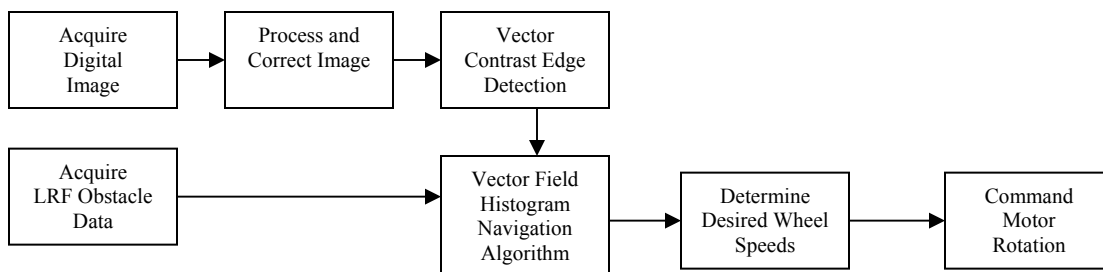 Acquire
Digital
Image
Process and
Correct Image
Vector
Contrast Edge
Detection
Acquire
LRF Obstacle
Data
Vector Field
Histogram
Navigation
Algorithm
Determine
Desired Wheel
Speeds
Command
Motor
Rotation